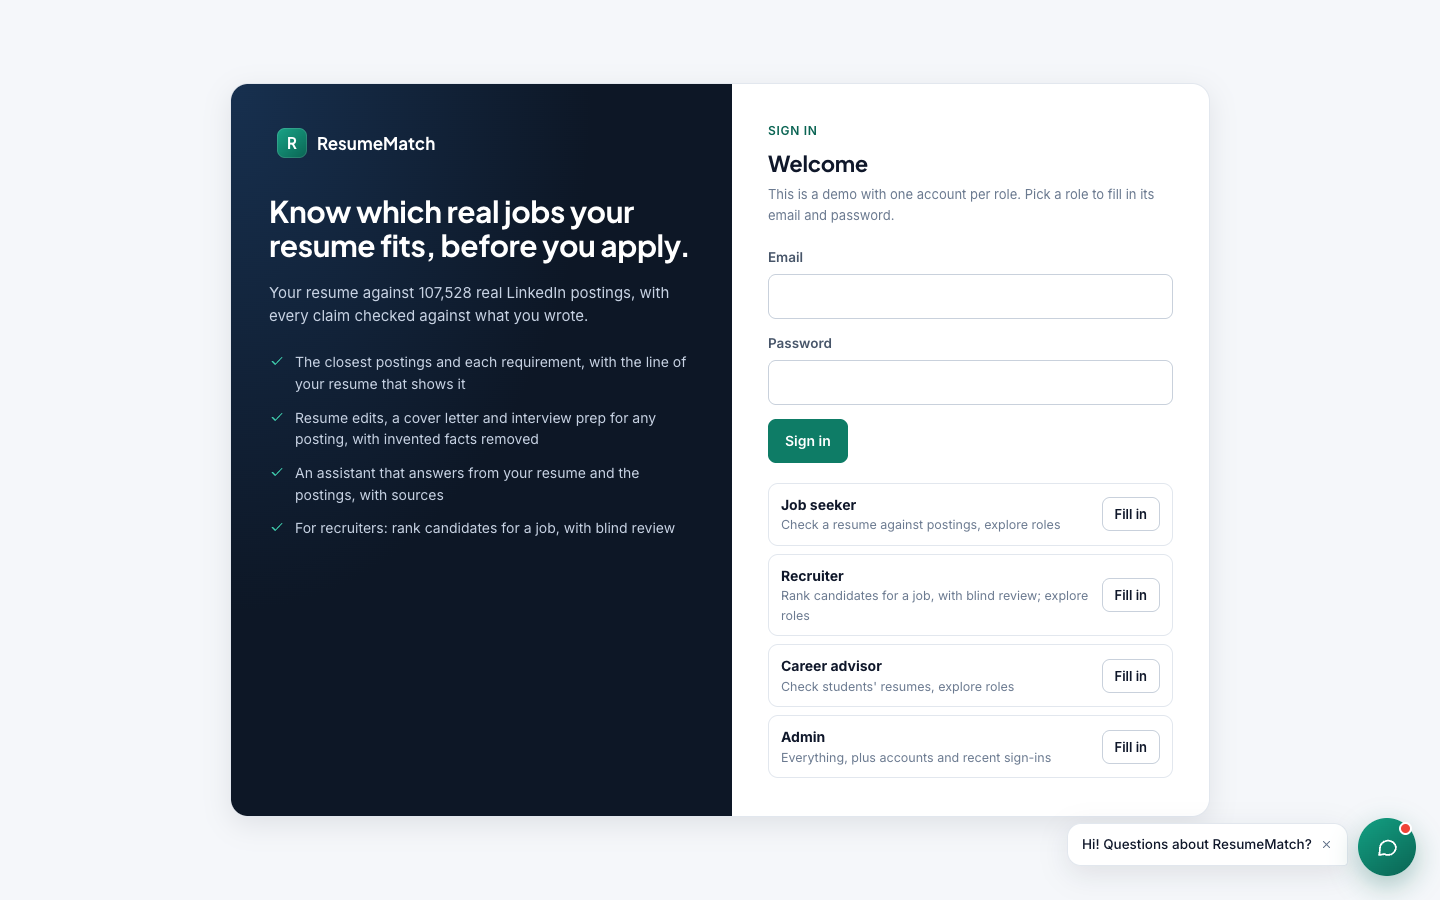 R
ResumeMatch
Know which real jobs your
resume fits, before you apply.
Your resume against 107,528 real LinkedIn postings, with
every claim checked against what you wrote.
The closest postings and each requirement, with the line of
your resume that shows it
Resume edits, a cover letter and interview prep for any
posting, with invented facts removed
An assistant that answers from your resume and the
postings, with sources
For recruiters: rank candidates for a job, with blind review
SIGN IN
Welcome
This is a demo with one account per role. Pick a role to fill in its
email and password.
Email
Password
Sign in
Job seeker
Check a resume against postings, explore roles
Fill in
Recruiter
Rank candidates for a job, with blind review; explore
roles
Fill in
Career advisor
Check students' resumes, explore roles
Fill in
Admin
Everything, plus accounts and recent sign-ins
Fill in
Hi! Questions about ResumeMatch?